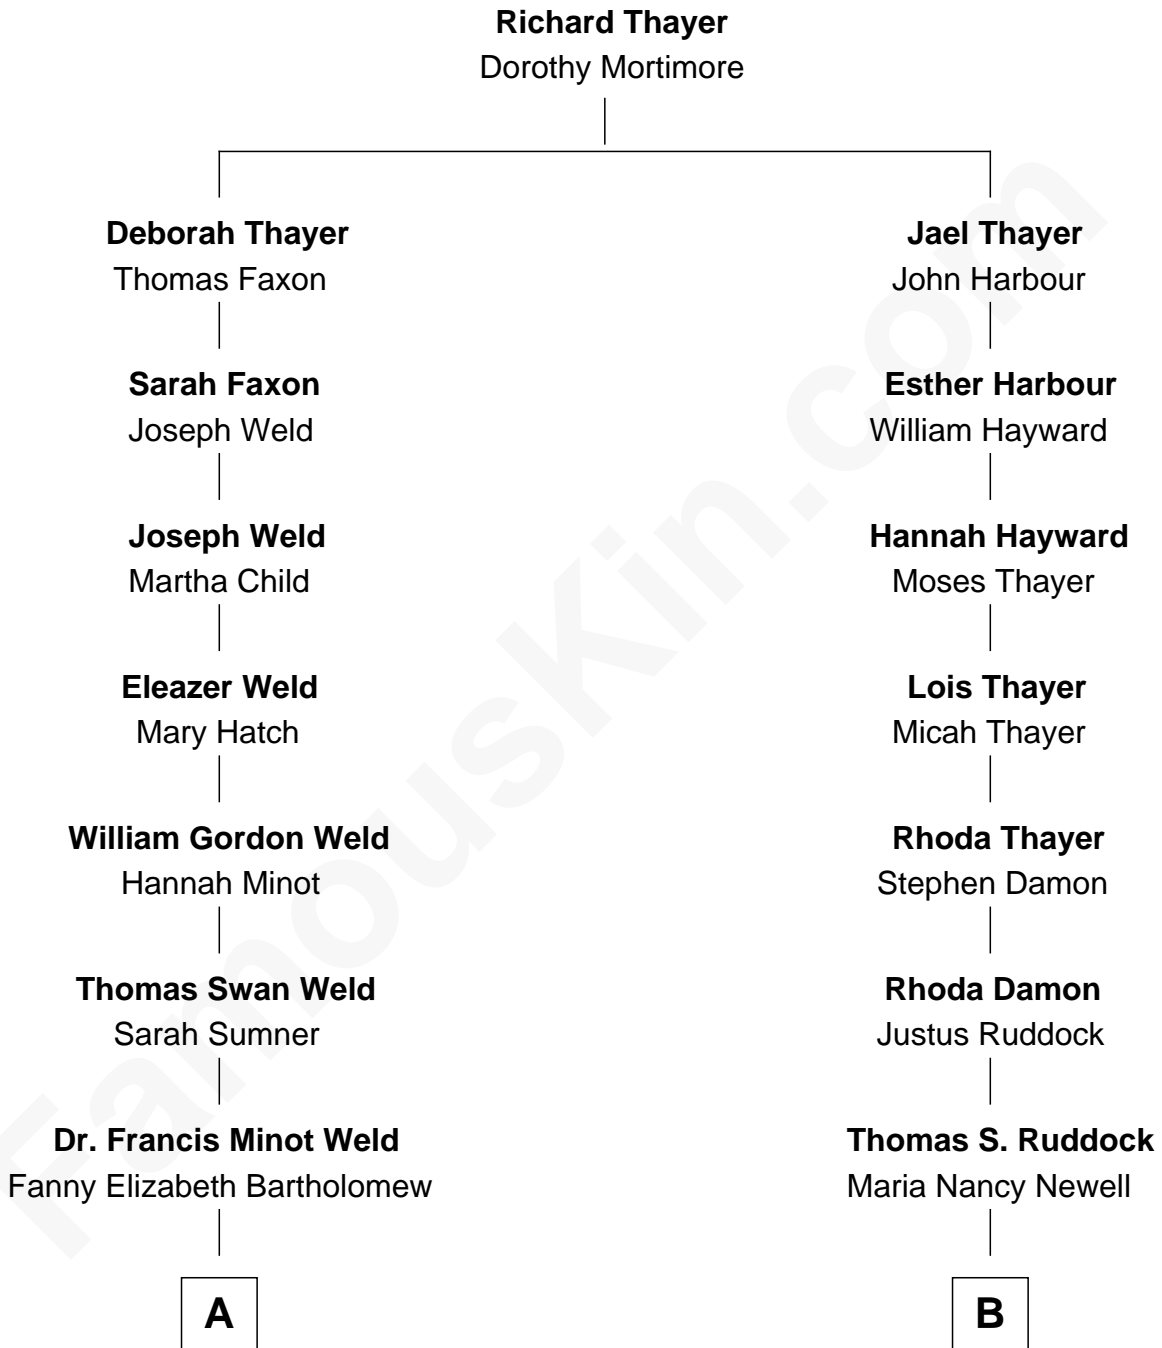 Richard Thayer
Dorothy Mortimore
Deborah Thayer
Thomas Faxon
Jael Thayer
John Harbour
Sarah Faxon
Joseph Weld
Esther Harbour
William Hayward
Joseph Weld
Martha Child
Hannah Hayward
Moses Thayer
Eleazer Weld
Mary Hatch
Lois Thayer
Micah Thayer
William Gordon Weld
Hannah Minot
Rhoda Thayer
Stephen Damon
Thomas Swan Weld
Sarah Sumner
Rhoda Damon
Justus Ruddock
Dr. Francis Minot Weld
Fanny Elizabeth Bartholomew
Thomas S. Ruddock
Maria Nancy Newell
A
B
FamousKin.com